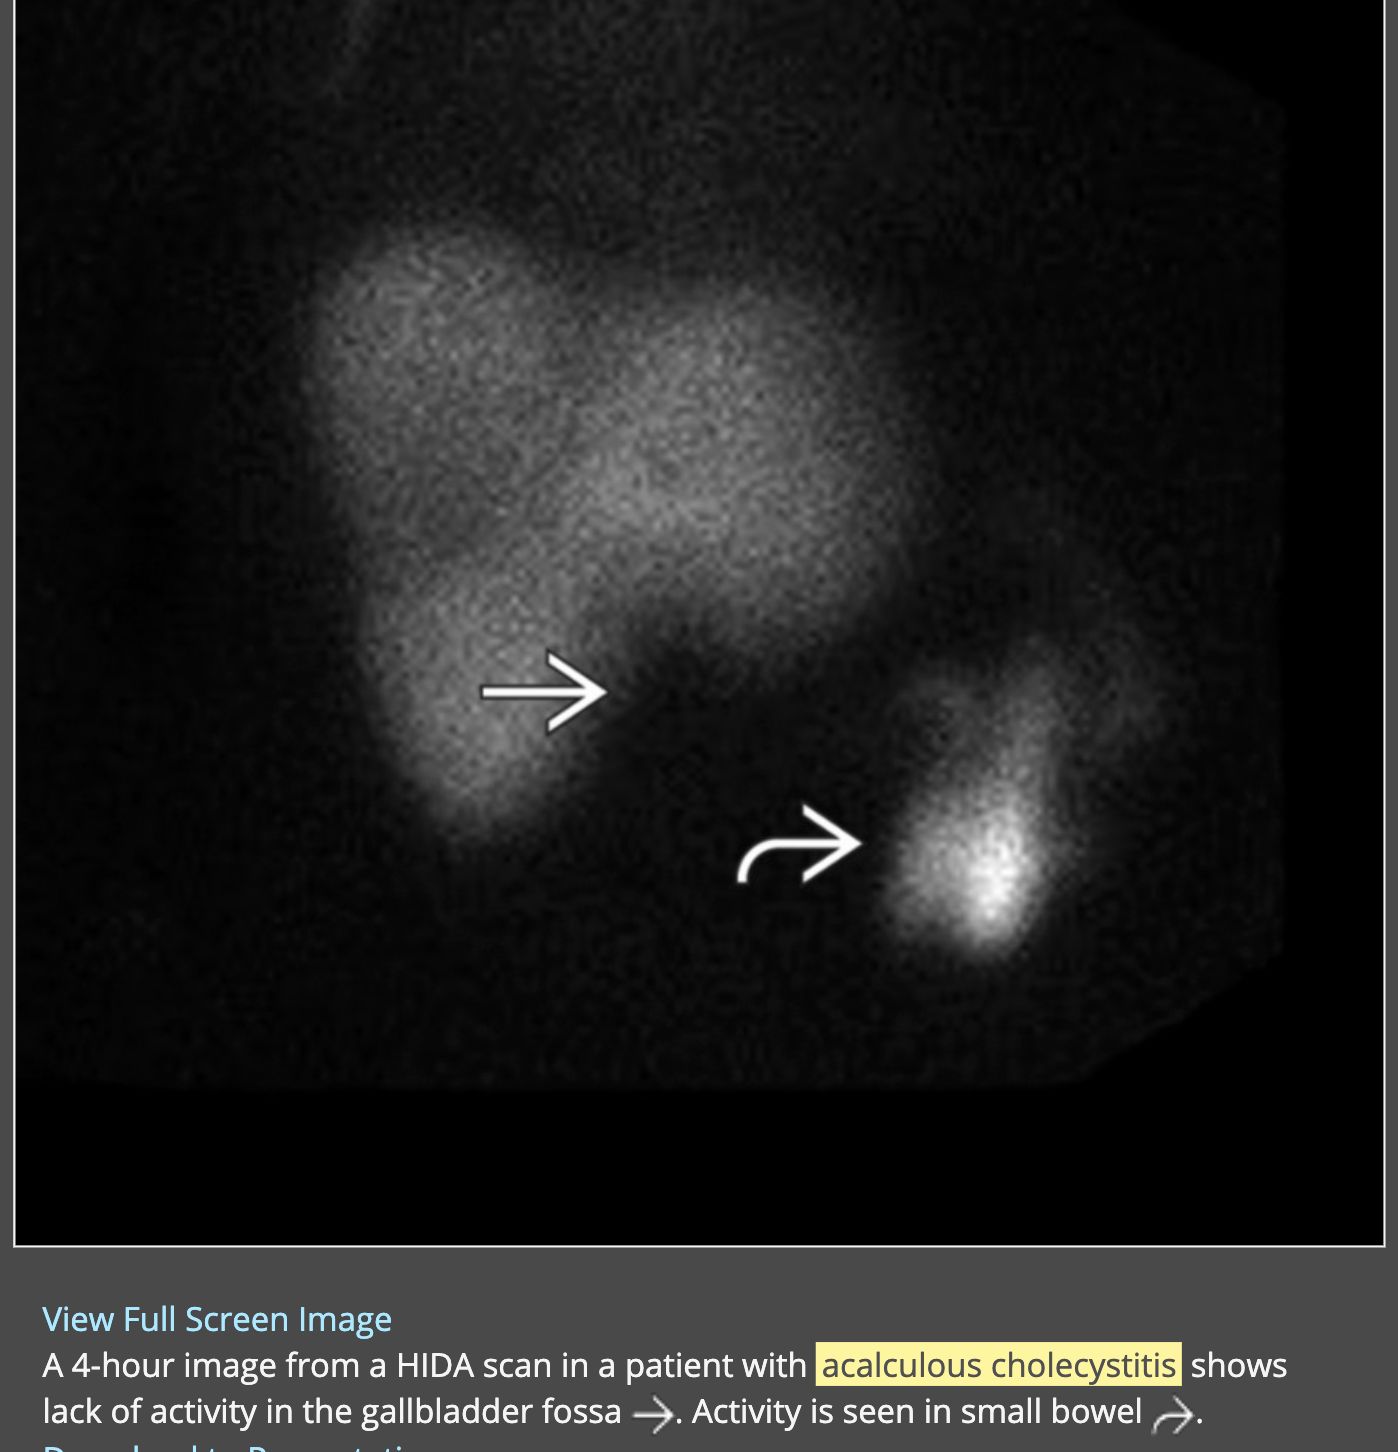 View Full Screen Image
A 4-hour image from a HIDA scan in a patient with acalculous cholecystitis shows
lack of activity in the gallbladder fossa →. Activity is seen in small bowel ↷.